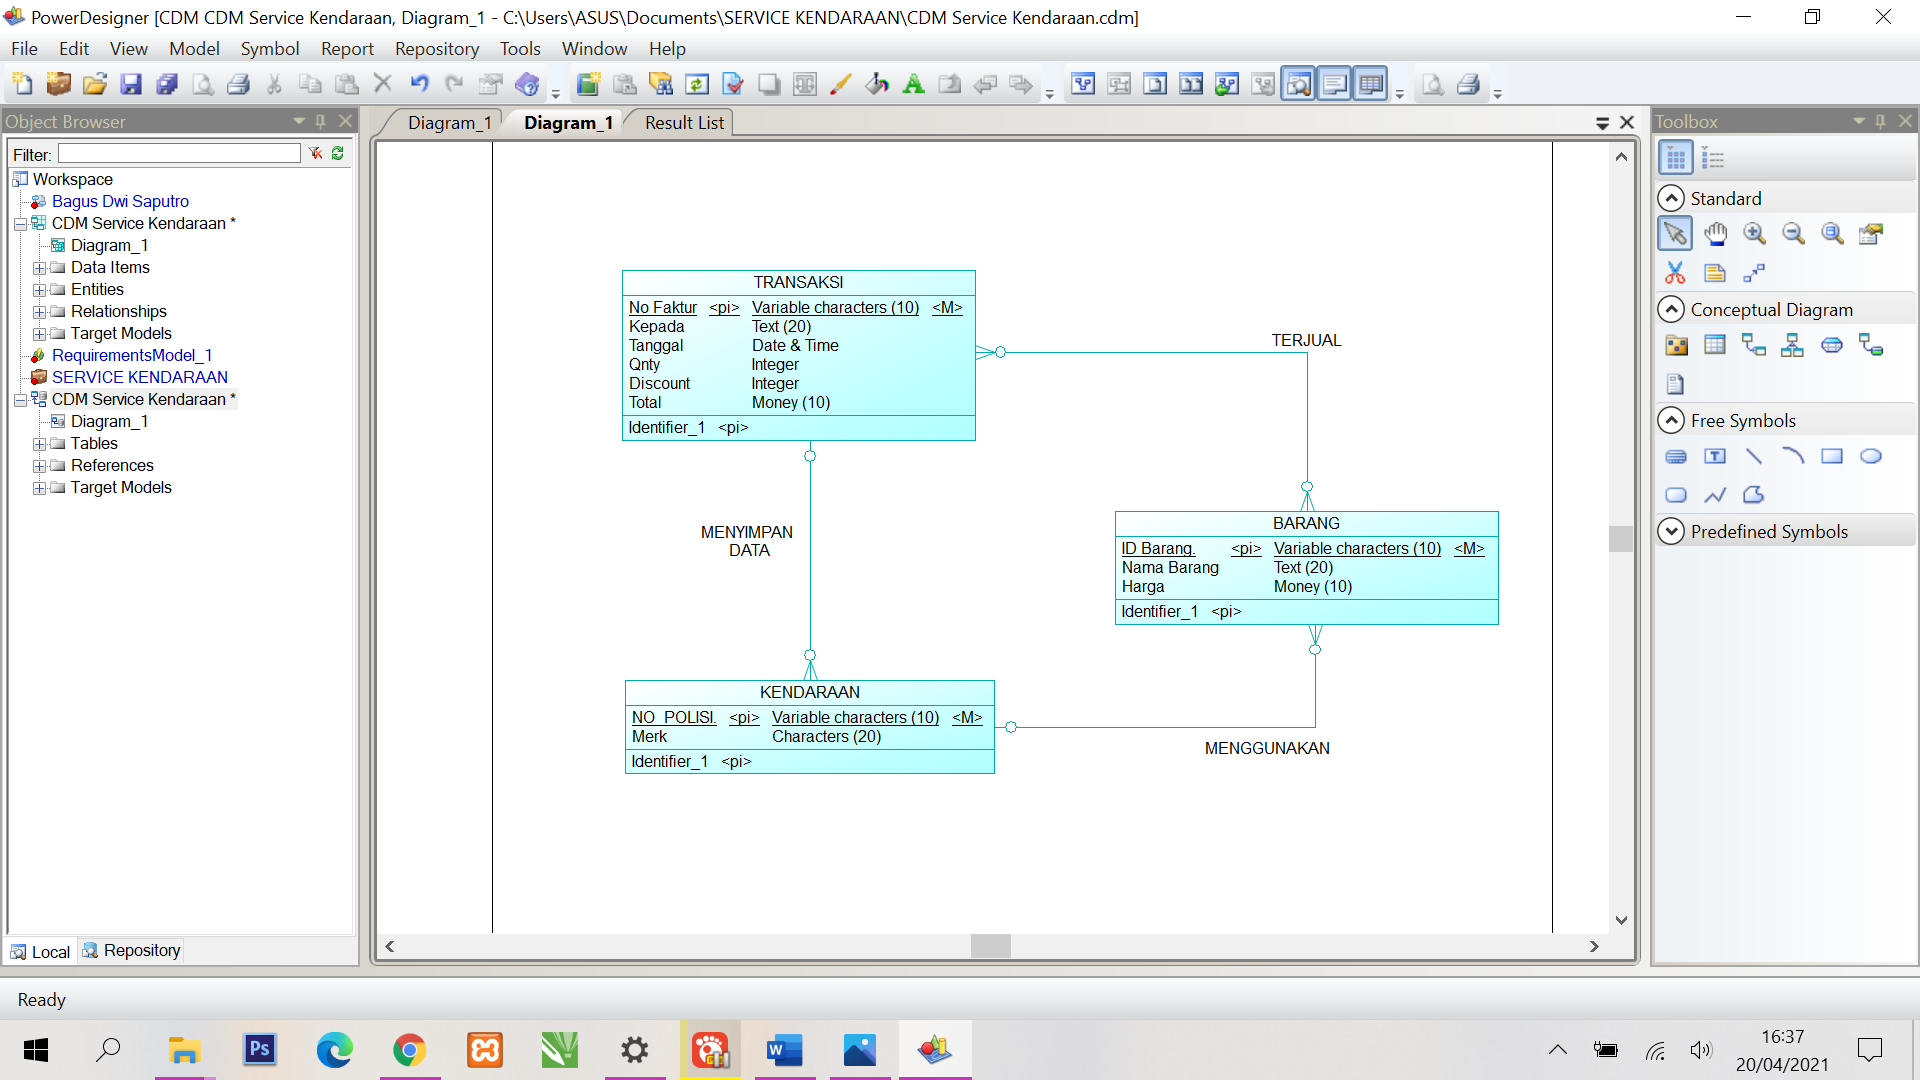 PowerDesigner [CDM CDM Service Kendaraan, Diagram_1 - C:\Users\ASUS\Documents\SERVICE KENDARAAN\CDM Service Kendaraan.cdm]
File Edit View Model Symbol Report Repository Tools Window Help
Object Browser
Filter:
Workspace
Bagus Dwi Saputro
CDM Service Kendaraan *
Diagram_1
Data Items
Entities
Relationships
Target Models
RequirementsModel_1
SERVICE KENDARAAN
CDM Service Kendaraan *
Diagram_1
Tables
References
Target Models
Local Repository
Diagram_1 Diagram_1 Result List
TRANSAKSI
No Faktur <pi> Variable characters (10) <M>
Kepada Text (20)
Tanggal Date & Time
Qnty Integer
Discount Integer
Total Money (10)
Identifier_1 <pi>
TERJUAL
MENYIMPAN
DATA
BARANG
ID Barang. <pi> Variable characters (10) <M>
Nama Barang Text (20)
Harga Money (10)
Identifier_1 <pi>
KENDARAAN
NO_POLISI. <pi> Variable characters (10) <M>
Merk Characters (20)
Identifier_1 <pi>
MENGGUNAKAN
Toolbox
Standard
Conceptual Diagram
Free Symbols
Predefined Symbols
Ready
Ps
W
16:37
20/04/2021